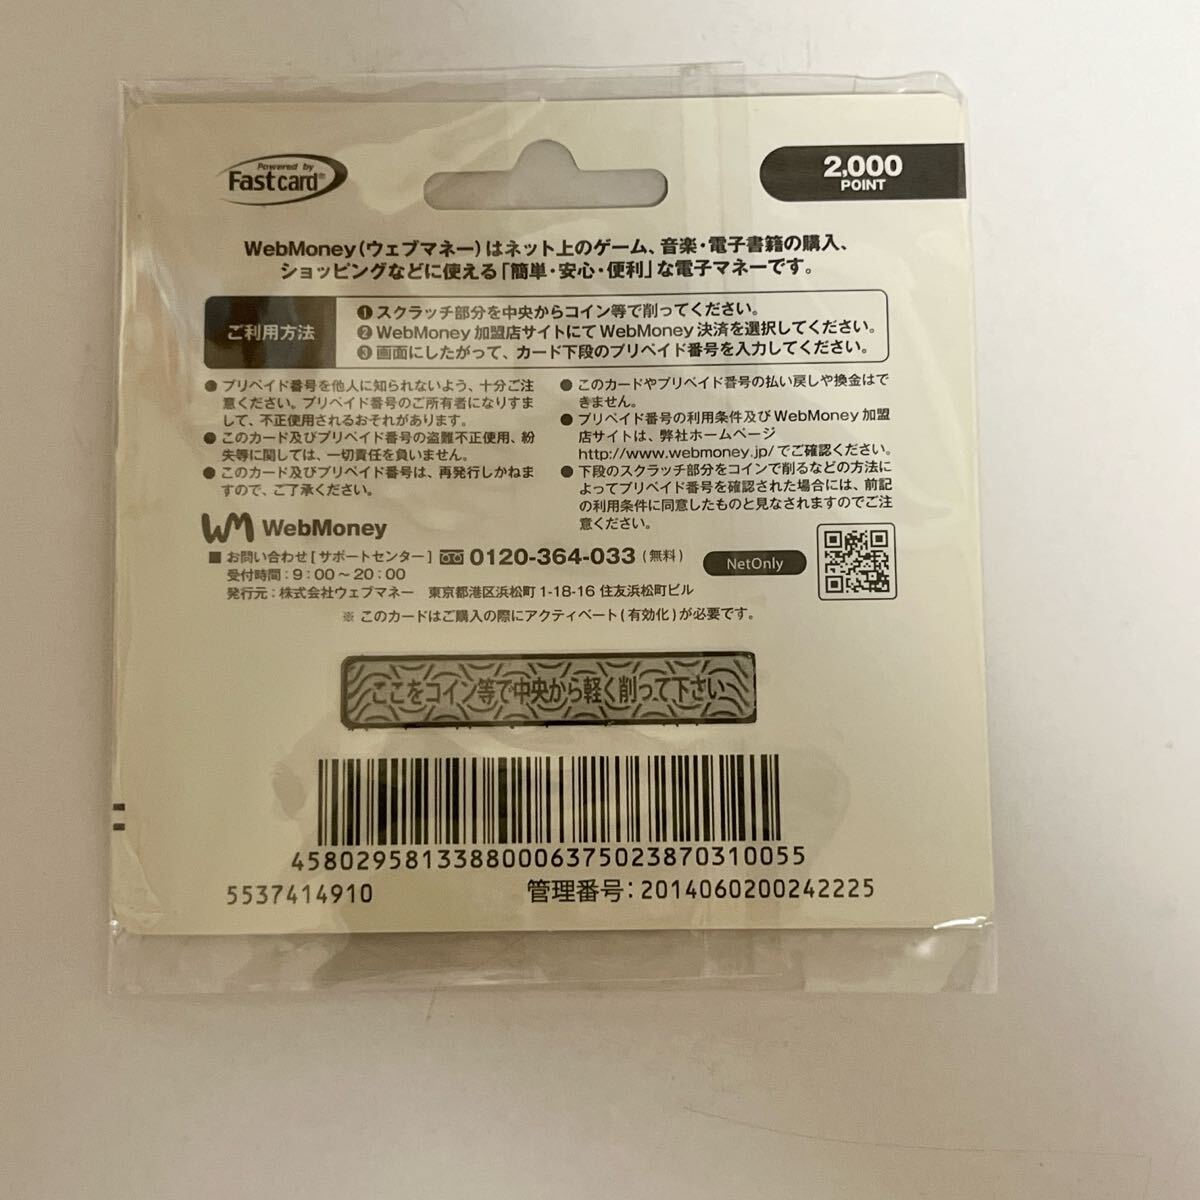 Powered by
Fastcard®
2,000
POINT
WebMoney(ウェブマネー)はネット上のゲーム、音楽・電子書籍の購入、
ショッピングなどに使える「簡単・安心・便利」な電子マネーです。
ご利用方法
❶ スクラッチ部分を中央からコイン等で削ってください。
❷ WebMoney 加盟店サイトにて WebMoney 決済を選択してください。
❸ 画面にしたがって、カード下段のプリペイド番号を入力してください。
● プリペイド番号を他人に知られないよう、十分ご注
意ください。プリペイド番号のご所有者になりすま
して、不正使用されるおそれがあります。
● このカード及びプリペイド番号の盗難不正使用、紛
失等に関しては、一切責任を負いません。
● このカード及びプリペイド番号は、再発行しかねま
すので、ご了承ください。
● このカードやプリペイド番号の払い戻しや換金はで
きません。
● プリペイド番号の利用条件及び WebMoney 加盟
店サイトは、弊社ホームページ
http://www.webmoney.jp/ でご確認ください。
● 下段のスクラッチ部分をコインで削るなどの方法に
よってプリペイド番号を確認された場合には、前記
の利用条件に同意したものと見なされますのでご注
意ください。
WM WebMoney
■ お問い合わせ [ サポートセンター ] 0120-364-033 (無料)
受付時間:9:00~20:00
発行元:株式会社ウェブマネー 東京都港区浜松町 1-18-16 住友浜松町ビル
NetOnly
※ このカードはご購入の際にアクティベート(有効化)が必要です。
ここをコイン等で中央から軽く削って下さい
4580295813388000637502387031005​5
5537414910
管理番号:20140602002422​25